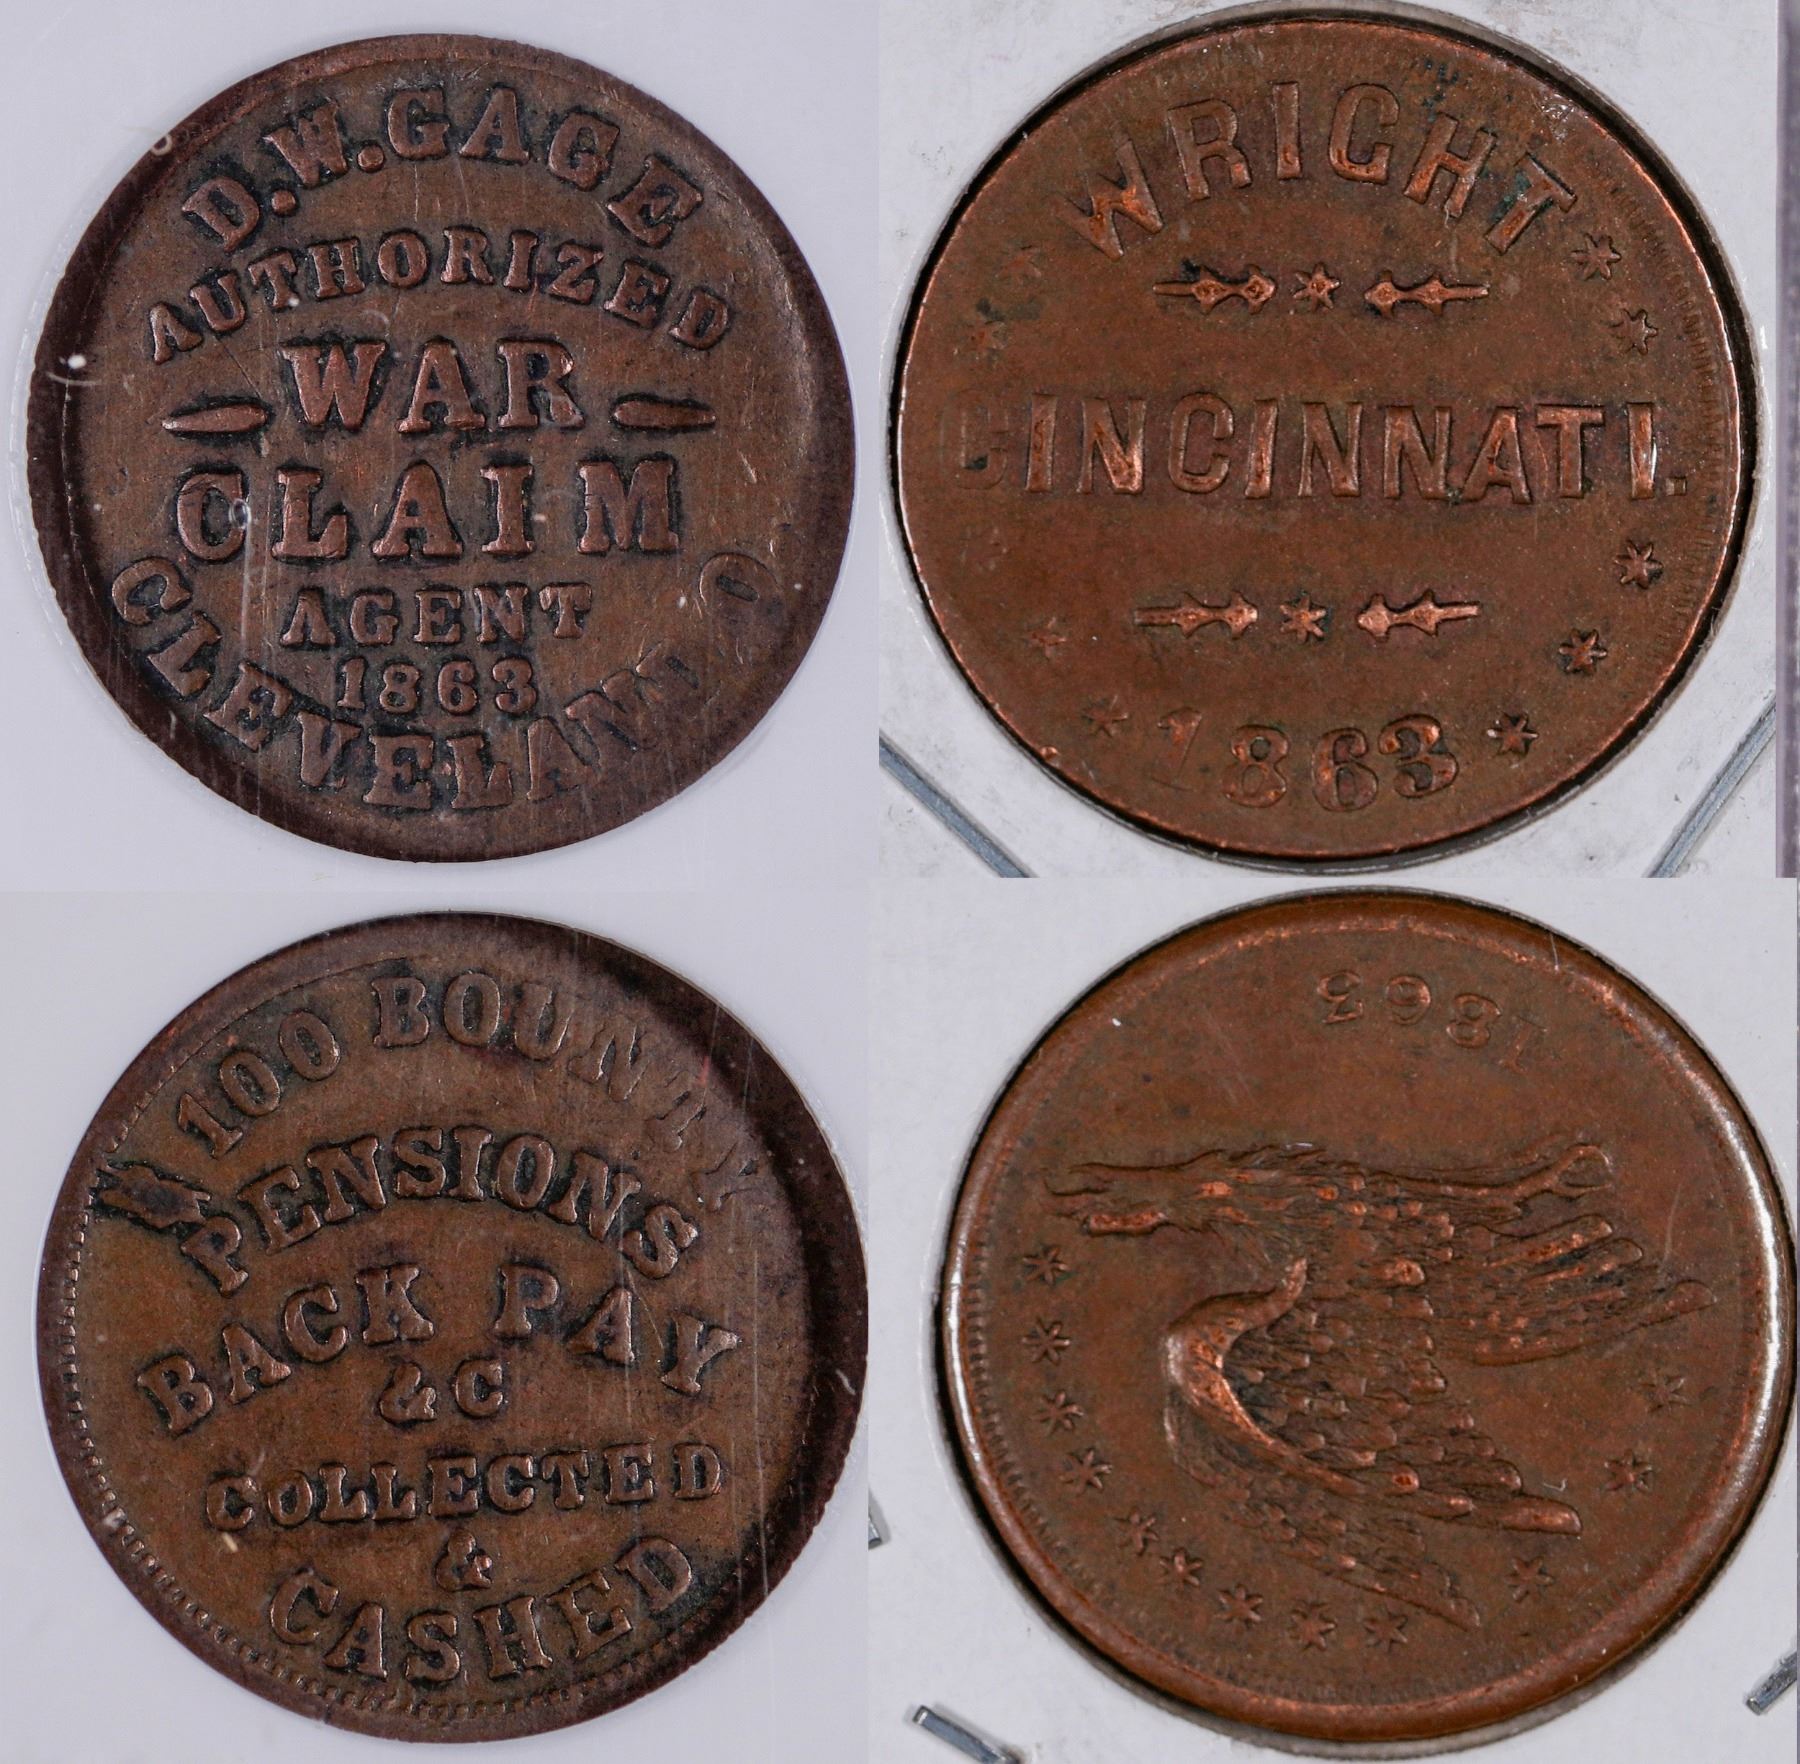 D.W.GAGE
AUTHORIZED
WAR
CLAIM
AGENT
1863
CLEVELAND O.
WRIGHT
CINCINNATI.
1863
100 BOUNTY
PENSIONS
BACK PAY
&C
COLLECTED
&
CASHED
1863